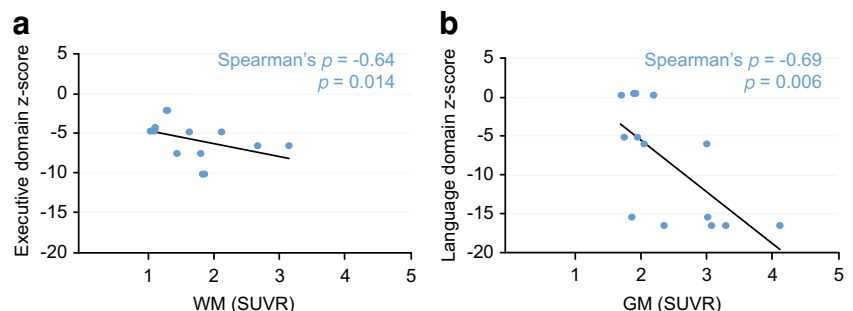 a
Spearman's p = -0.64
p = 0.014
Executive domain z-score
5
0
-5
-10
-15
-20
1 2 3 4 5
WM (SUVR)
b
Spearman's p = -0.69
p = 0.006
Language domain z-score
5
0
-5
-10
-15
-20
1 2 3 4 5
GM (SUVR)